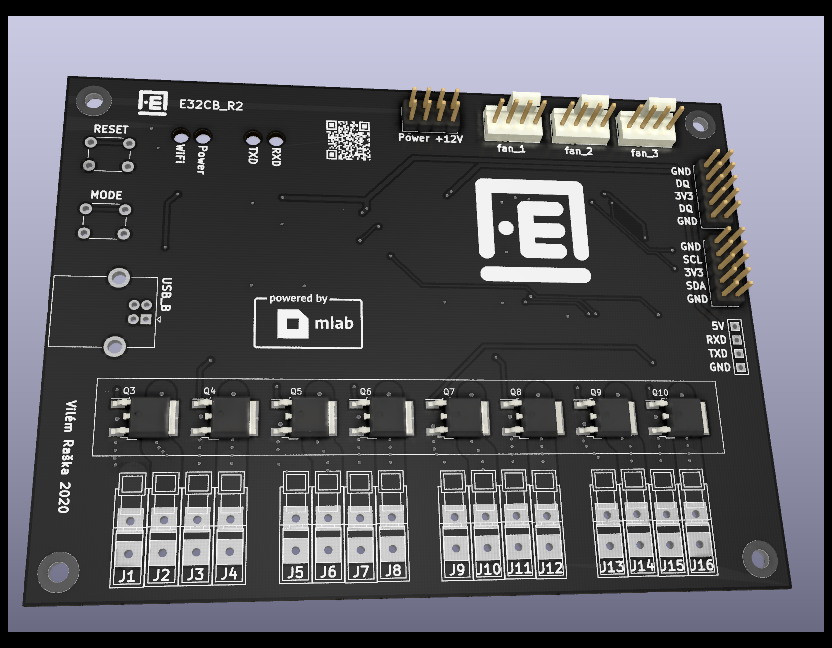 E32CB_R2
RESET
WiFi
Power
TXD
RXD
Power +12V
fan_1
fan_2
fan_3
MODE
GND
DQ
3V3
DQ
GND
GND
SCL
3V3
SDA
GND
E
USB_B
powered by
mlab
5V
RXD
TXD
GND
Q3
Q4
Q5
Q6
Q7
Q8
Q9
Q10
Vilém Raška 2020
J1
J2
J3
J4
J5
J6
J7
J8
J9
J10
J11
J12
J13
J14
J15
J16